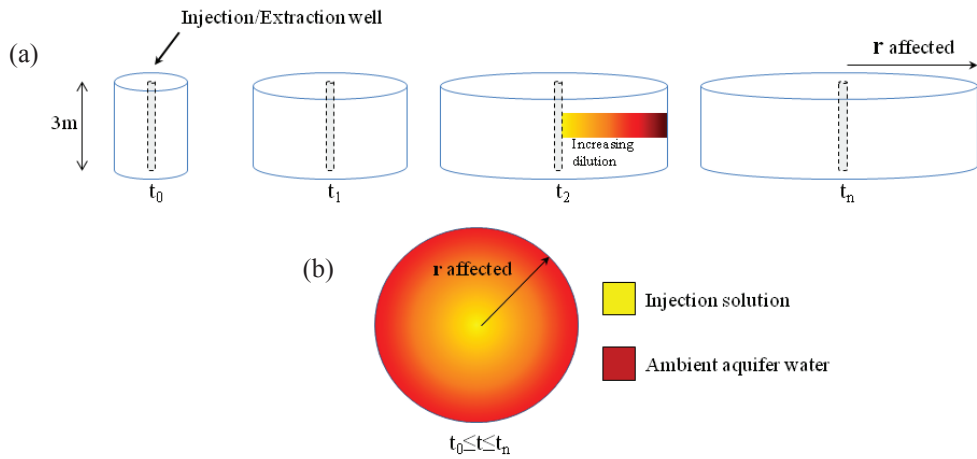 Injection/Extraction well
(a)
r affected
3m
Increasing
dilution
t0
t1
t2
tn
(b)
r affected
Injection solution
Ambient aquifer water
t0≤t≤tn